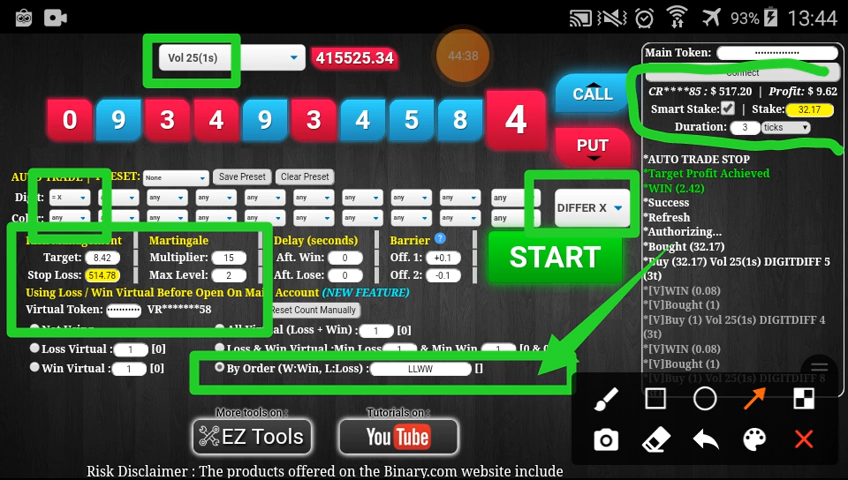 93% 13:44
Vol 25(1s) 415525.34 44:38
0 9 3 4 9 3 4 5 8 4
CALL
PUT
Main Token: ••••••••••••••••
Connect
CR****85 : $ 517.20 | Profit: $ 9.62
Smart Stake: | Stake: 32.17
Duration: 3 ticks
AUTO TRADE | PRESET: None Save Preset Clear Preset
Digit: = X any any any any any any any
Color: any any any any any any any any
DIFFER X
START
Martingale Delay (seconds) Barrier ?
Target: 8.42 Multiplier: 15 Aft. Win: 0 Off. 1: +0.1
Stop Loss: 514.78 Max Level: 2 Aft. Lose: 0 Off. 2: -0.1
Using Loss / Win Virtual Before Open On Main Account (NEW FEATURE)
Virtual Token: ••••••••••• VR*******58 Reset Count Manually
Not Using All Virtual (Loss + Win) : 1 [0]
Loss Virtual : 1 [0] Loss & Win Virtual :Min Loss 1 & Min Win 1 [0 & 0]
Win Virtual : 1 [0] By Order (W:Win, L:Loss) : LLWW []
*AUTO TRADE STOP
*Target Profit Achieved
*WIN (2.42)
*Success
*Refresh
*Authorizing...
*Bought (32.17)
*Buy (32.17) Vol 25(1s) DIGITDIFF 5
(3t)
*[V]WIN (0.08)
*[V]Bought (1)
*[V]Buy (1) Vol 25(1s) DIGITDIFF 4
(3t)
*[V]WIN (0.08)
*[V]Bought (1)
*[V]Buy (1) Vol 25(1s) DIGITDIFF 8
More tools on :
EZ Tools
Tutorials on :
YouTube
Risk Disclaimer : The products offered on the Binary.com website include